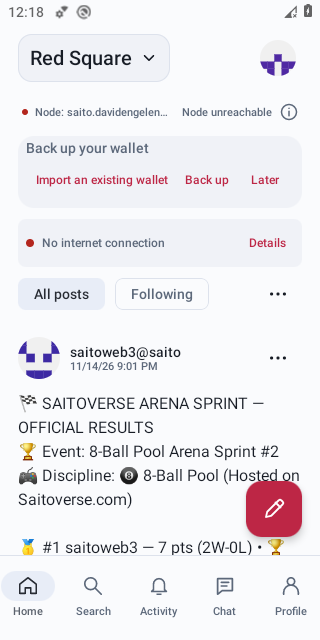 12:18
Red Square
Node: saito.davidengelen... Node unreachable
Back up your wallet
Import an existing wallet Back up Later
No internet connection Details
All posts Following
saitoweb3@saito
11/14/26 9:01 PM
🏁 SAITOVERSE ARENA SPRINT —
OFFICIAL RESULTS
🏆 Event: 8-Ball Pool Arena Sprint #2
🎮 Discipline: 🎱 8-Ball Pool (Hosted on
Saitoverse.com)
🥇 #1 saitoweb3 — 7 pts (2W-0L) • 🏆
Home Search Activity Chat Profile